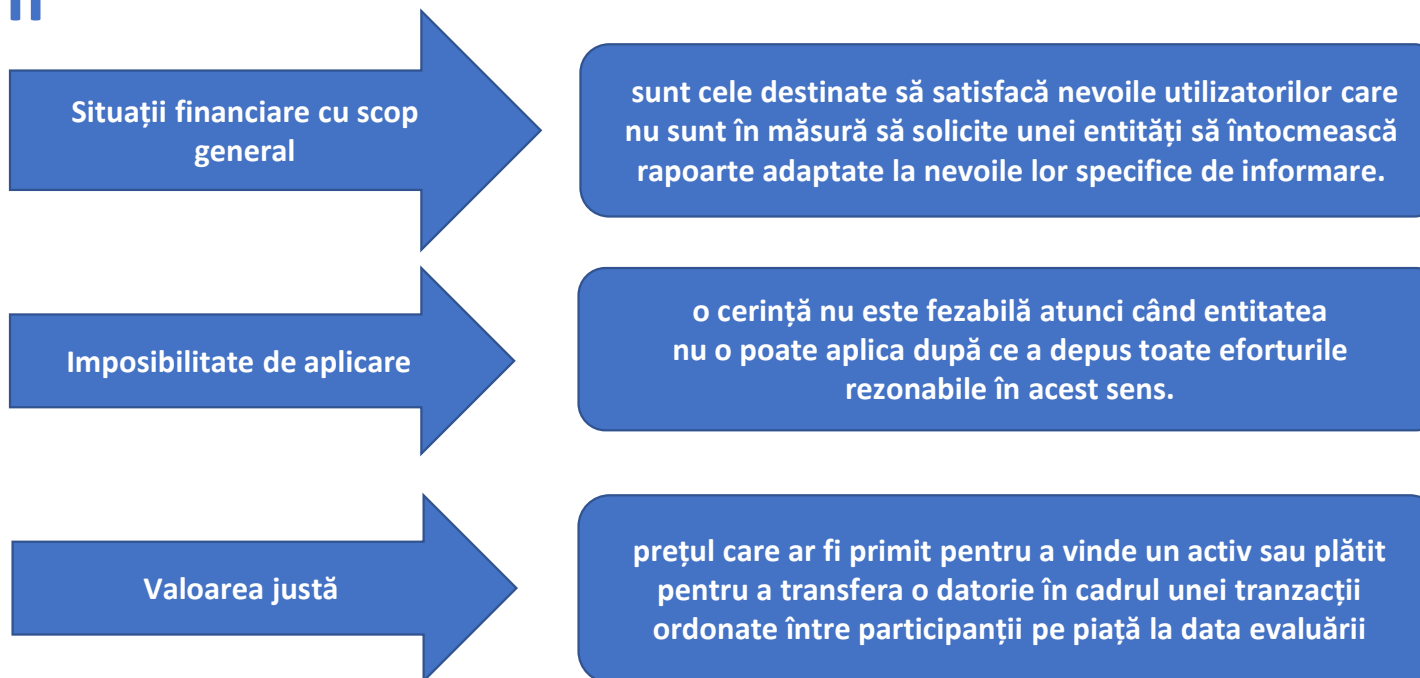 Situații financiare cu scop
general
sunt cele destinate să satisfacă nevoile utilizatorilor care
nu sunt în măsură să solicite unei entități să întocmească
rapoarte adaptate la nevoile lor specifice de informare.
Imposibilitate de aplicare
o cerință nu este fezabilă atunci când entitatea
nu o poate aplica după ce a depus toate eforturile
rezonabile în acest sens.
Valoarea justă
prețul care ar fi primit pentru a vinde un activ sau plătit
pentru a transfera o datorie în cadrul unei tranzacții
ordonate între participanții pe piață la data evaluării